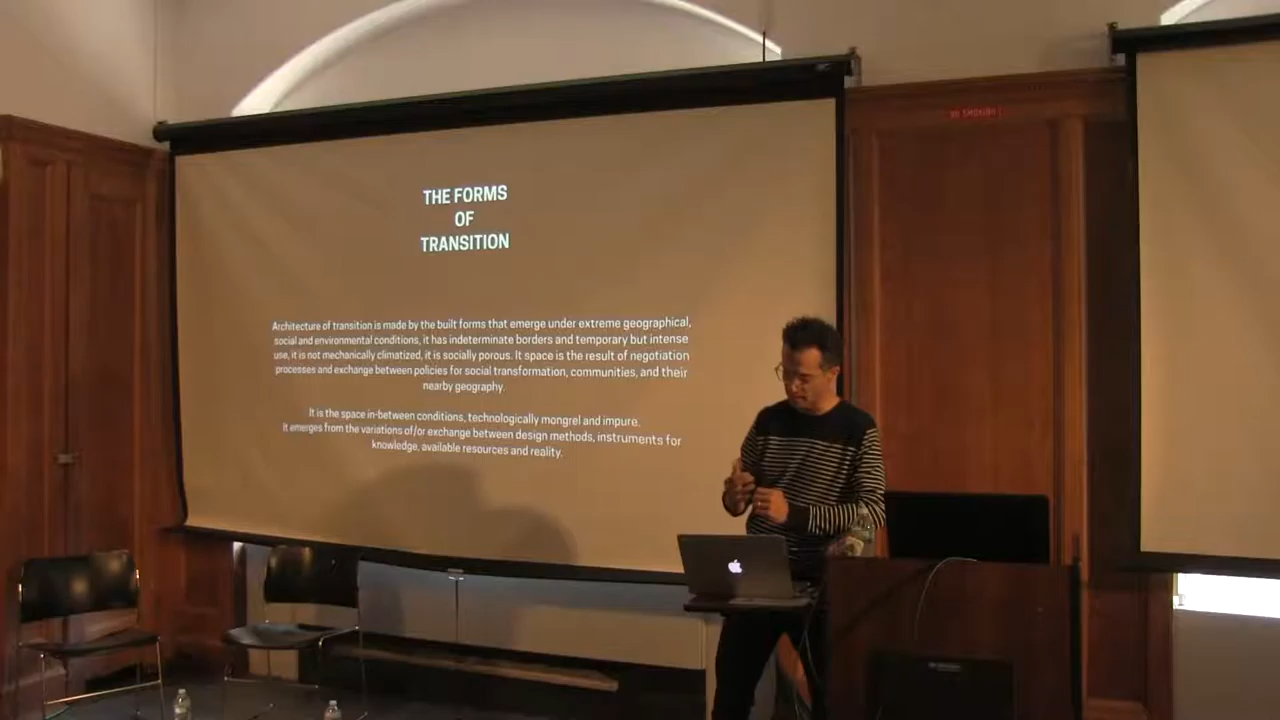 THE FORMS
OF
TRANSITION
Architecture of transition is made by the built forms that emerge under extreme geographical,
social and environmental conditions, it has indeterminate borders and temporary but intense
use, it is not mechanically climatized, it is socially porous. It space is the result of negotiation
processes and exchange between policies for social transformation, communities, and their
nearby geography.
It is the space in-between conditions, technologically mongrel and impure.
It emerges from the variations of/or exchange between design methods, instruments for
knowledge, available resources and reality.
NO SMOKING